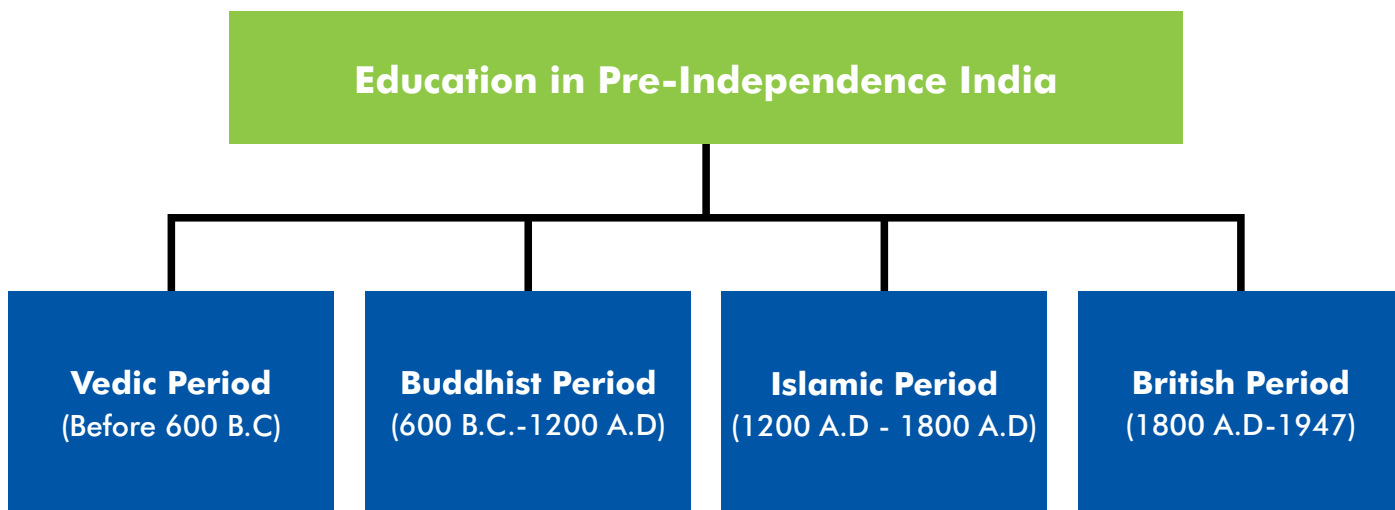 Education in Pre-Independence India
Vedic Period
(Before 600 B.C)
Buddhist Period
(600 B.C.-1200 A.D)
Islamic Period
(1200 A.D - 1800 A.D)
British Period
(1800 A.D-1947)